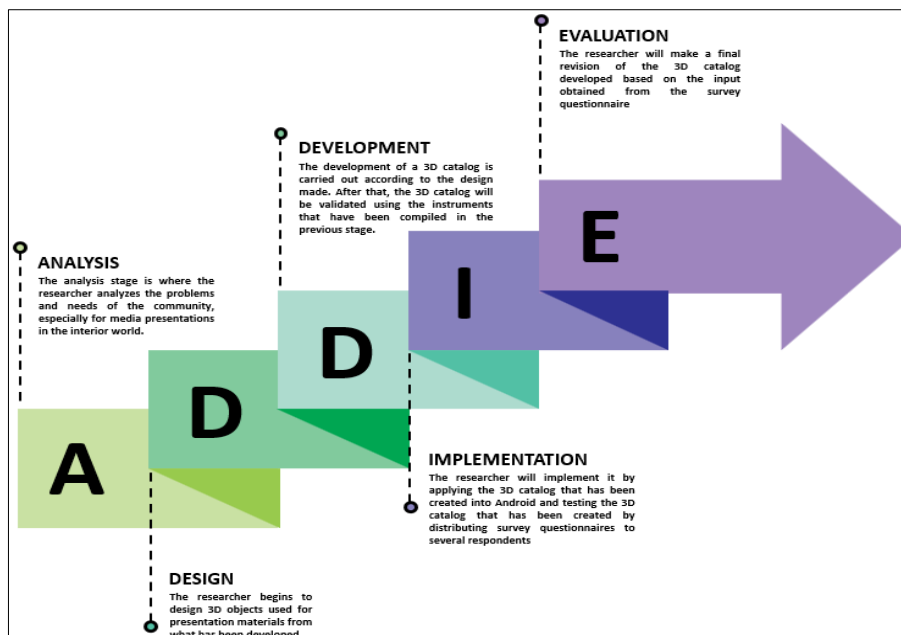 EVALUATION
The researcher will make a final
revision of the 3D catalog
developed based on the input
obtained from the survey
questionnaire
DEVELOPMENT
The development of a 3D catalog is
carried out according to the design
made. After that, the 3D catalog will
be validated using the instruments
that have been compiled in the
previous stage.
ANALYSIS
The analysis stage is where the
researcher analyzes the problems
and needs of the community,
especially for media presentations
in the interior world.
E
I
D
D
A
IMPLEMENTATION
The researcher will implement it by
applying the 3D catalog that has been
created into Android and testing the 3D
catalog that has been created by
distributing survey questionnaires to
several respondents
DESIGN
The researcher begins to
design 3D objects used for
presentation materials from
what har been developed